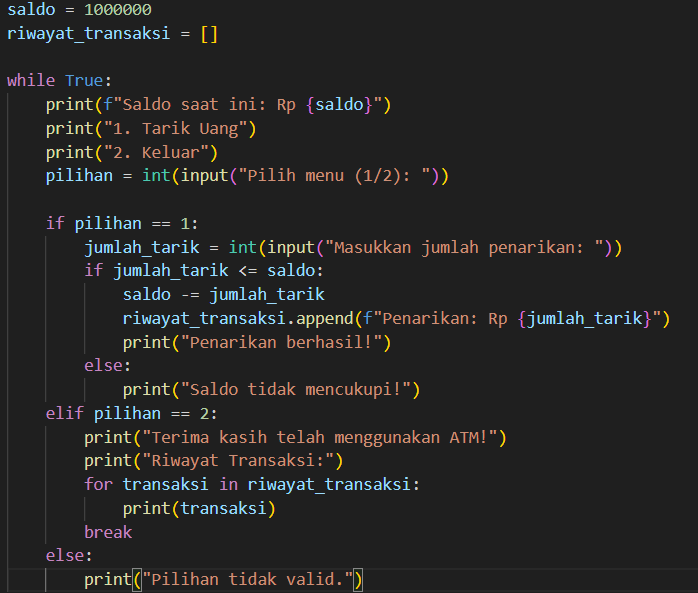 saldo = 1000000
riwayat_transaksi = []

while True:
    print(f"Saldo saat ini: Rp {saldo}")
    print("1. Tarik Uang")
    print("2. Keluar")
    pilihan = int(input("Pilih menu (1/2): "))

    if pilihan == 1:
        jumlah_tarik = int(input("Masukkan jumlah penarikan: "))
        if jumlah_tarik <= saldo:
            saldo -= jumlah_tarik
            riwayat_transaksi.append(f"Penarikan: Rp {jumlah_tarik}")
            print("Penarikan berhasil!")
        else:
            print("Saldo tidak mencukupi!")
    elif pilihan == 2:
        print("Terima kasih telah menggunakan ATM!")
        print("Riwayat Transaksi:")
        for transaksi in riwayat_transaksi:
            print(transaksi)
        break
    else:
        print("Pilihan tidak valid.")